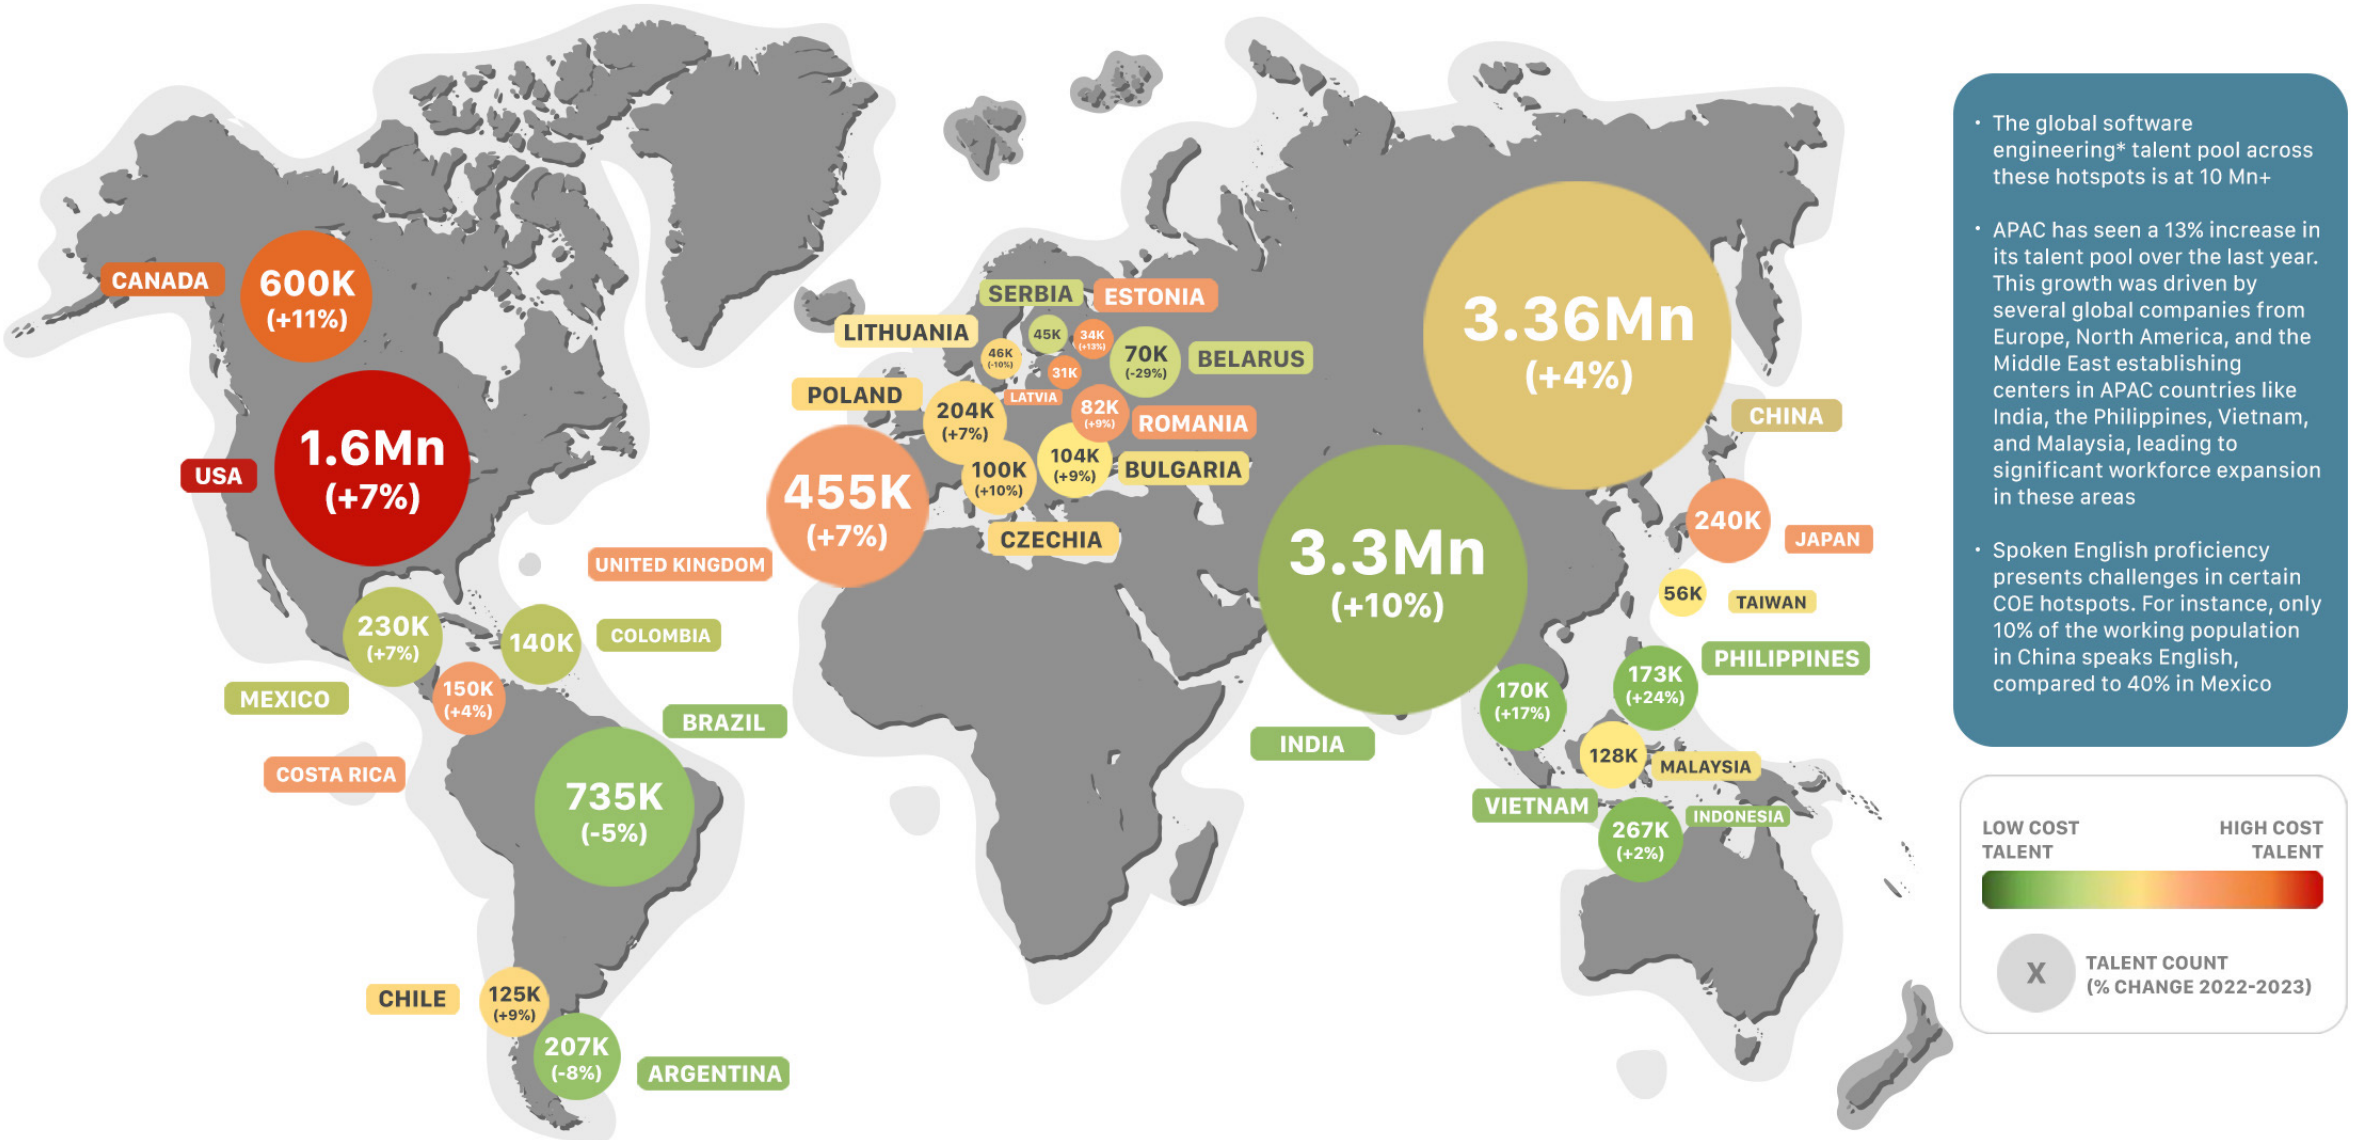 CANADA
600K
(+11%)
USA
1.6Mn
(+7%)
230K
(+7%)
MEXICO
140K
COLOMBIA
150K
(+4%)
COSTA RICA
BRAZIL
735K
(-5%)
CHILE
125K
(+9%)
207K
(-8%)
ARGENTINA
SERBIA
ESTONIA
LITHUANIA
45K
34K
(+13%)
46K
(-10%)
31K
LATVIA
70K
(-29%)
BELARUS
POLAND
204K
(+7%)
82K
(+9%)
ROMANIA
455K
(+7%)
UNITED KINGDOM
100K
(+10%)
CZECHIA
104K
(+9%)
BULGARIA
3.36Mn
(+4%)
CHINA
3.3Mn
(+10%)
INDIA
240K
JAPAN
56K
TAIWAN
PHILIPPINES
173K
(+24%)
170K
(+17%)
VIETNAM
128K
MALAYSIA
INDONESIA
267K
(+2%)
• The global software
engineering* talent pool across
these hotspots is at 10 Mn+
• APAC has seen a 13% increase in
its talent pool over the last year.
This growth was driven by
several global companies from
Europe, North America, and the
Middle East establishing
centers in APAC countries like
India, the Philippines, Vietnam,
and Malaysia, leading to
significant workforce expansion
in these areas
• Spoken English proficiency
presents challenges in certain
COE hotspots. For instance, only
10% of the working population
in China speaks English,
compared to 40% in Mexico
LOW COST
TALENT
HIGH COST
TALENT
X
TALENT COUNT
(% CHANGE 2022-2023)